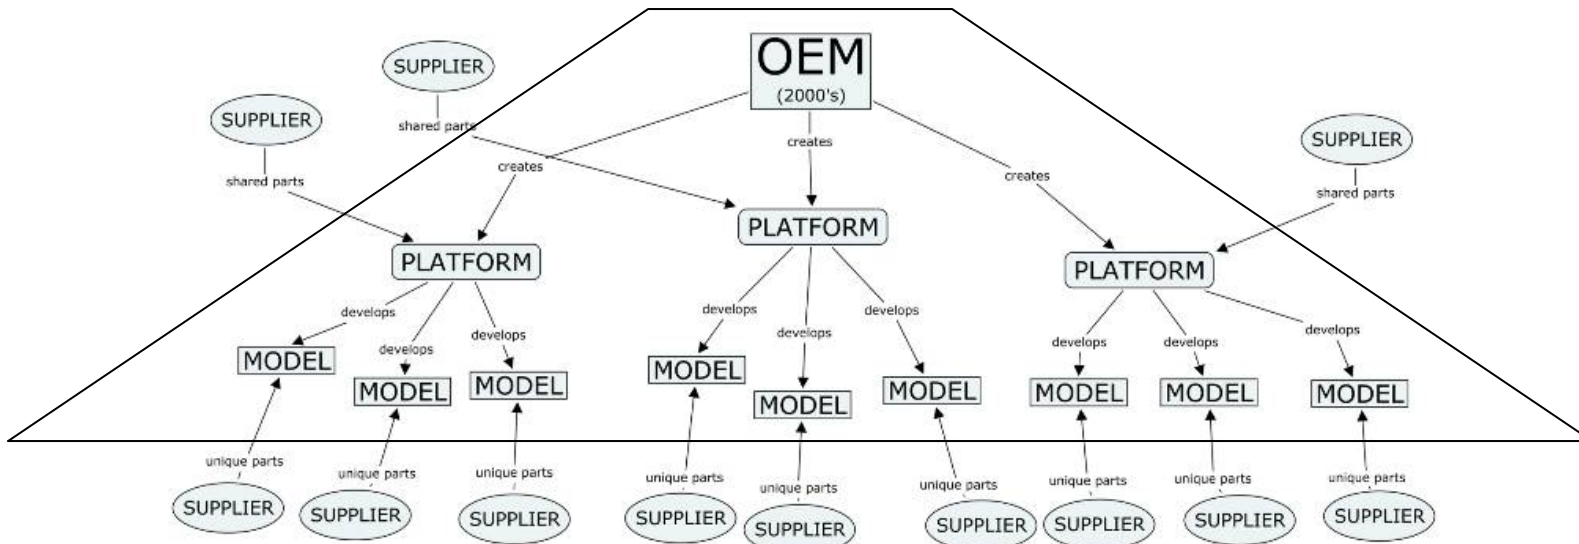 OEM
(2000's)
SUPPLIER
SUPPLIER
SUPPLIER
shared parts
shared parts
shared parts
creates
creates
creates
PLATFORM
PLATFORM
PLATFORM
develops
develops
develops
develops
develops
develops
develops
develops
develops
MODEL
MODEL
MODEL
MODEL
MODEL
MODEL
MODEL
MODEL
MODEL
unique parts
unique parts
unique parts
unique parts
unique parts
unique parts
unique parts
unique parts
unique parts
SUPPLIER
SUPPLIER
SUPPLIER
SUPPLIER
SUPPLIER
SUPPLIER
SUPPLIER
SUPPLIER
SUPPLIER